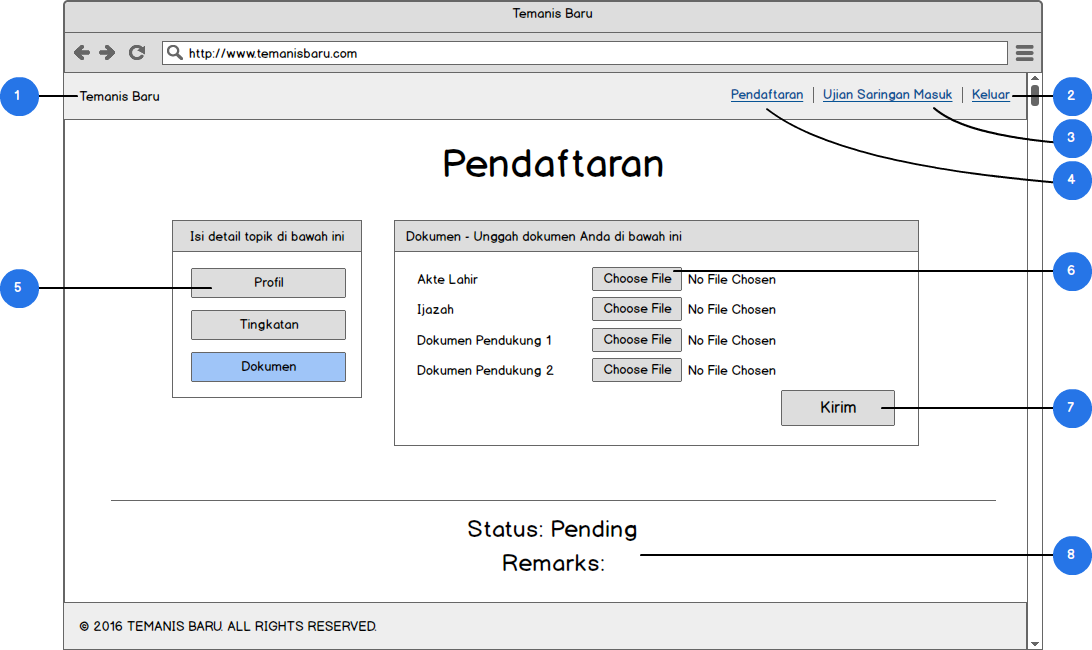 Temanis Baru
http://www.temanisbaru.com
1
Temanis Baru
Pendaftaran
Ujian Saringan Masuk
Keluar
2
3
4
Pendaftaran
Isi detail topik di bawah ini
Profil
Tingkatan
Dokumen
5
Dokumen - Unggah dokumen Anda di bawah ini
Akte Lahir Choose File No File Chosen
6
Ijazah Choose File No File Chosen
Dokumen Pendukung 1 Choose File No File Chosen
Dokumen Pendukung 2 Choose File No File Chosen
Kirim
7
Status: Pending
Remarks:
8
© 2016 TEMANIS BARU. ALL RIGHTS RESERVED.